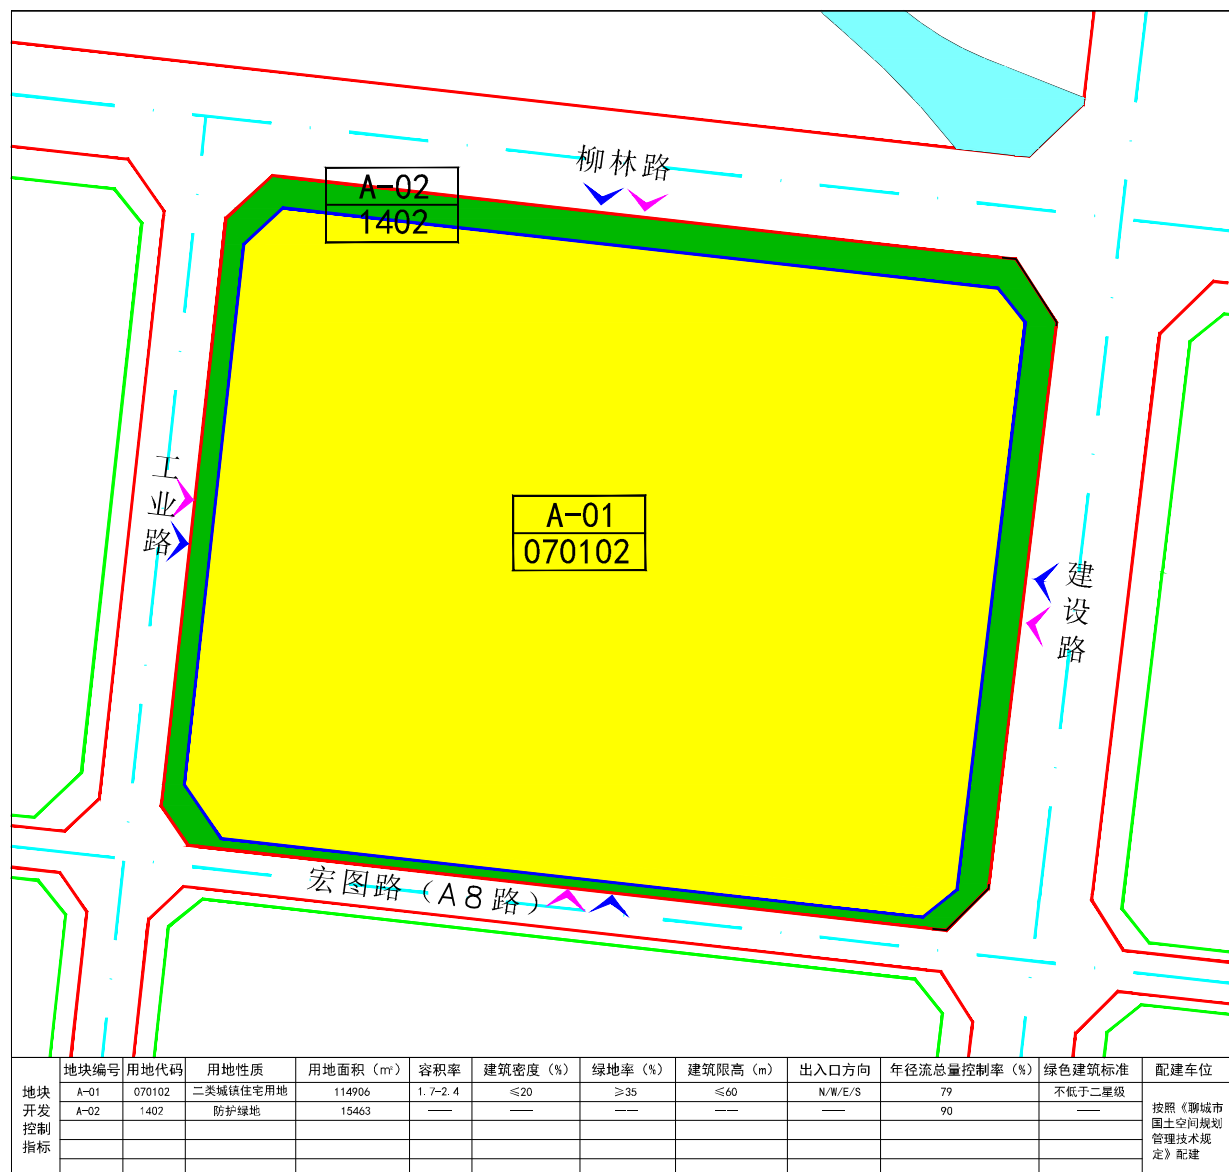 柳林路
A-02
1402
工业路
A-01
070102
建设路
宏图路（A8路）
地块开发控制指标
地块编号 用地代码 用地性质 用地面积（㎡） 容积率 建筑密度（%） 绿地率（%） 建筑限高（m） 出入口方向 年径流总量控制率（%） 绿色建筑标准 配建车位
A-01 070102 二类城镇住宅用地 114906 1.7-2.4 ≤20 ≥35 ≤60 N/W/E/S 79 不低于二星级
A-02 1402 防护绿地 15463 —— —— —— —— —— 90 ——
按照《聊城市
国土空间规划
管理技术规
定》配建